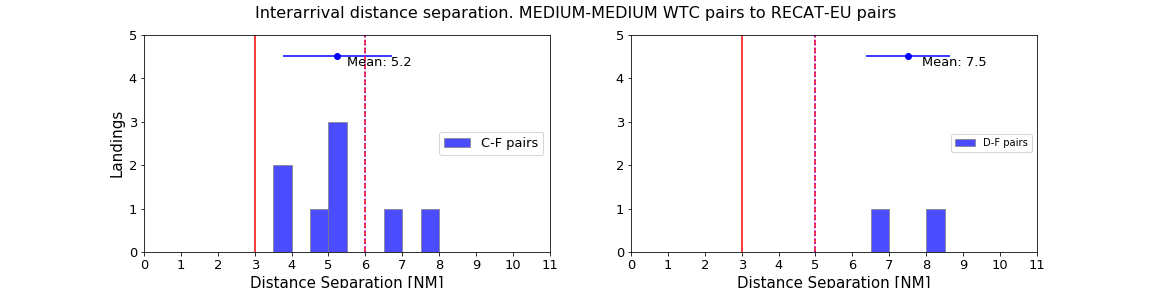 Interarrival distance separation. MEDIUM-MEDIUM WTC pairs to RECAT-EU pairs
5
4
3
2
1
0
Landings
Mean: 5.2
C-F pairs
0 1 2 3 4 5 6 7 8 9 10 11
Distance Separation [NM]
5
4
3
2
1
0
Mean: 7.5
D-F pairs
0 1 2 3 4 5 6 7 8 9 10 11
Distance Separation [NM]